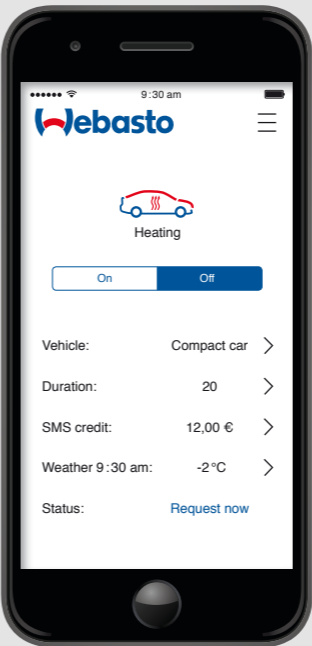 9:30 am
Webasto
Heating
On Off
Vehicle: Compact car
Duration: 20
SMS credit: 12,00 €
Weather 9:30 am: -2°C
Status: Request now